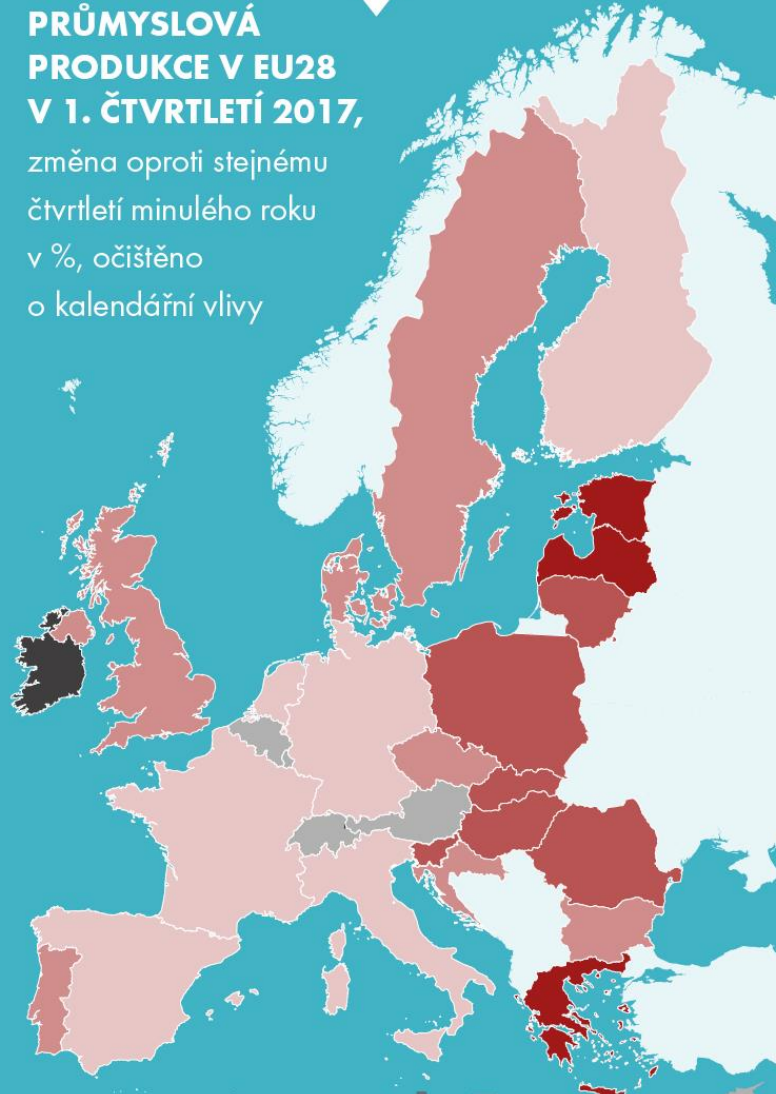 PRŮMYSLOVÁ
PRODUKCE V EU28
V 1. ČTVRTLETÍ 2017,
změna oproti stejnému
čtvrtletí minulého roku
v %, očištěno
o kalendářní vlivy